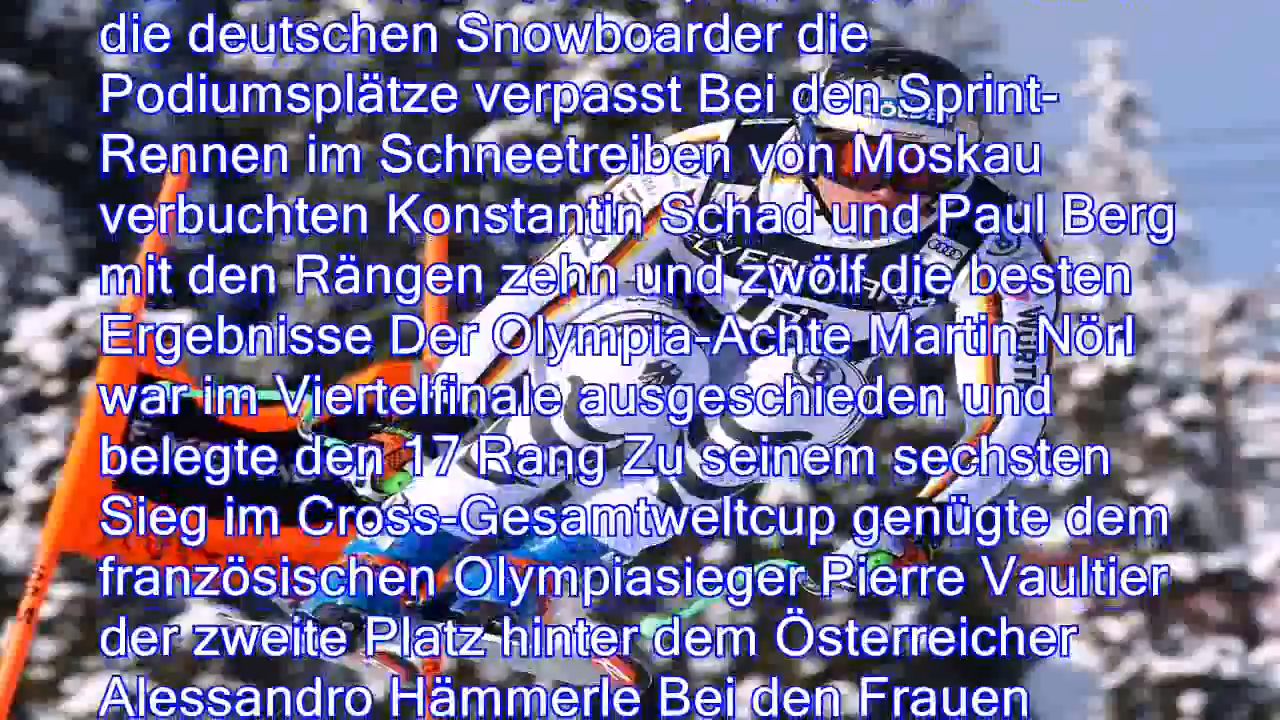 die deutschen Snowboarder die
Podiumsplätze verpasst Bei den Sprint-
Rennen im Schneetreiben von Moskau
verbuchten Konstantin Schad und Paul Berg
mit den Rängen zehn und zwölf die besten
Ergebnisse Der Olympia-Achte Martin Nörl
war im Viertelfinale ausgeschieden und
belegte den 17 Rang Zu seinem sechsten
Sieg im Cross-Gesamtweltcup genügte dem
französischen Olympiasieger Pierre Vaultier
der zweite Platz hinter dem Österreicher
Alessandro Hämmerle Bei den Frauen